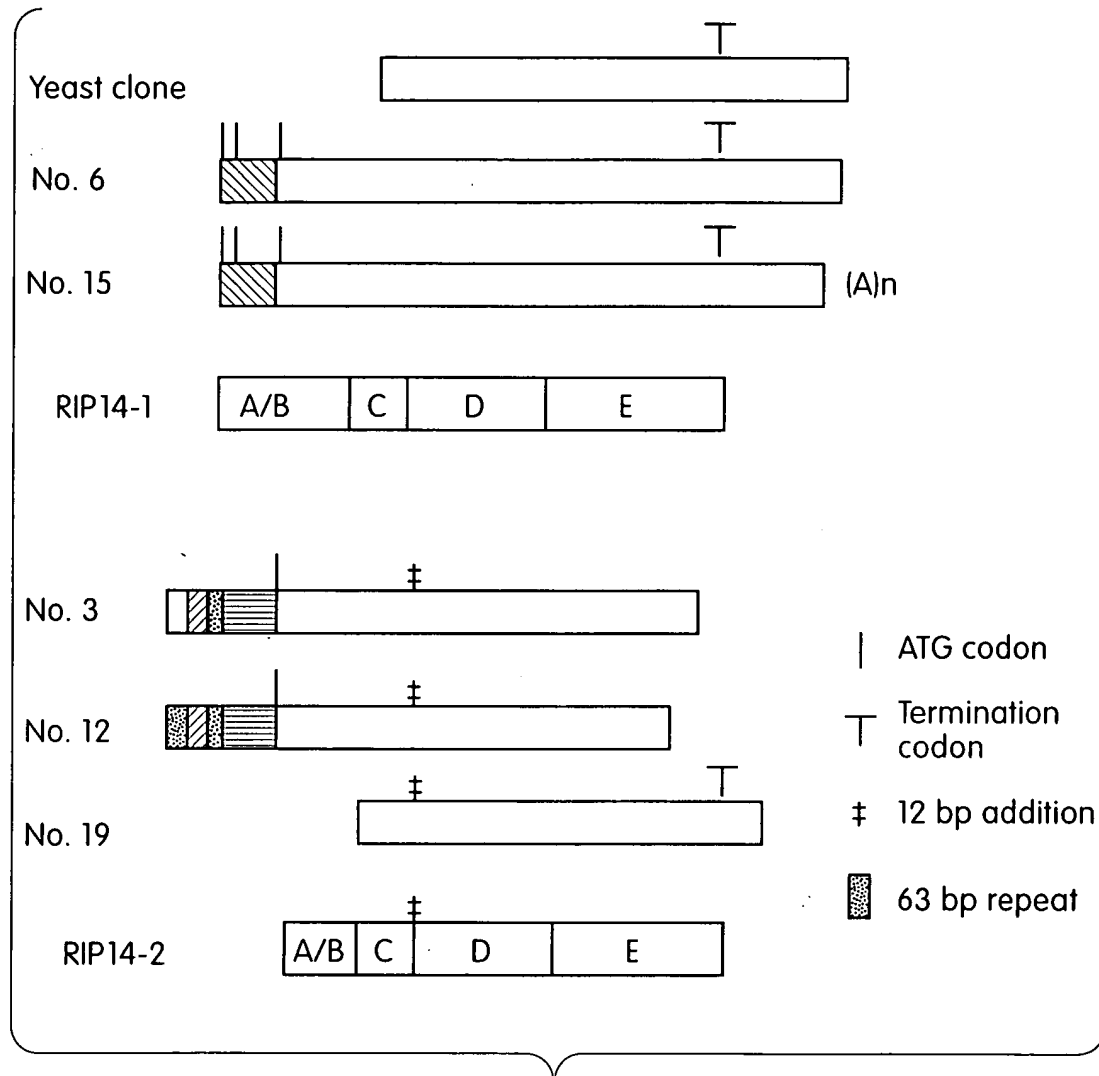 Yeast clone
No. 6
No. 15
(A)n
RIP14-1
A/B C D E
No. 3
No. 12
No. 19
RIP14-2
A/B C D E
ATG codon
Termination
codon
‡ 12 bp addition
63 bp repeat